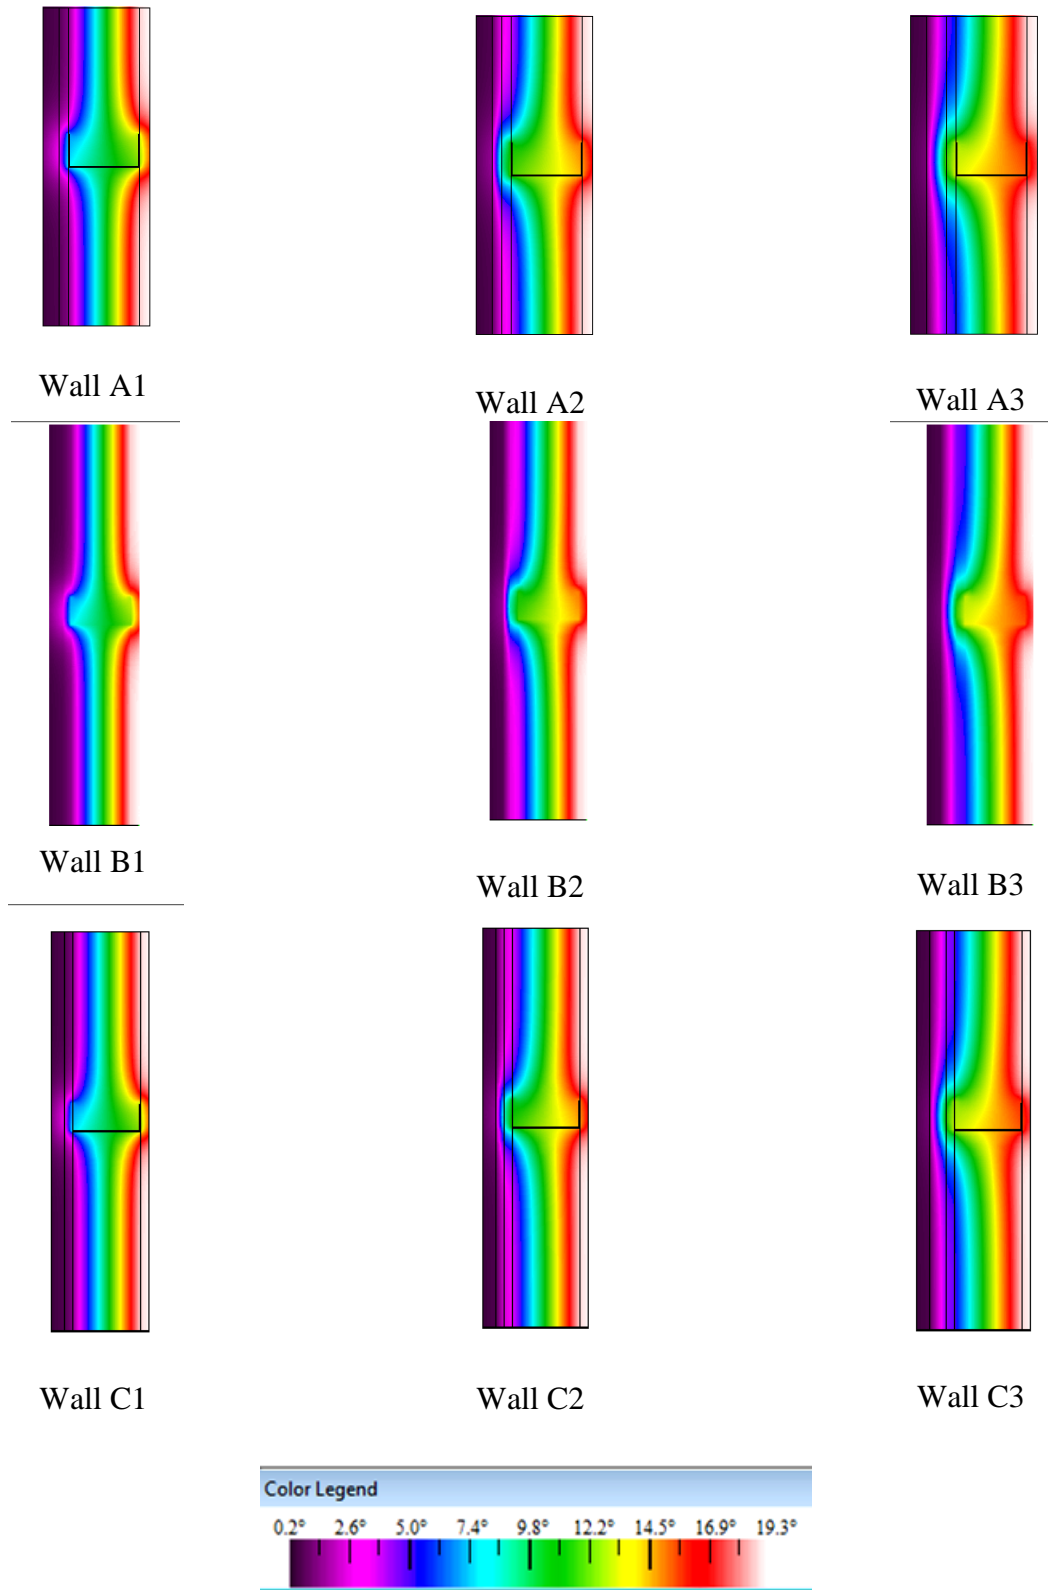 Wall A1
Wall A2
Wall A3
Wall B1
Wall B2
Wall B3
Wall C1
Wall C2
Wall C3
Color Legend
0.2° 2.6° 5.0° 7.4° 9.8° 12.2° 14.5° 16.9° 19.3°